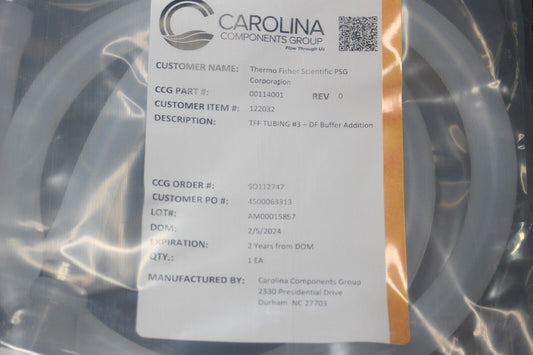 CAROLINA
COMPONENTS GROUP
Flow Through Us
CUSTOMER NAME: Thermo Fisher Scientific PSG
Corporation
CCG PART #: 00114001 REV 0
CUSTOMER ITEM #: 122032
DESCRIPTION: TFF TUBING #3 – DF Buffer Addition
CCG ORDER #: SO112747
CUSTOMER PO #: 4500063313
LOT#: AM00015857
DOM: 2/5/2024
EXPIRATION: 2 Years from DOM
QTY.: 1 EA
MANUFACTURED BY: Carolina Components Group
2330 Presidential Drive
Durham NC 27703